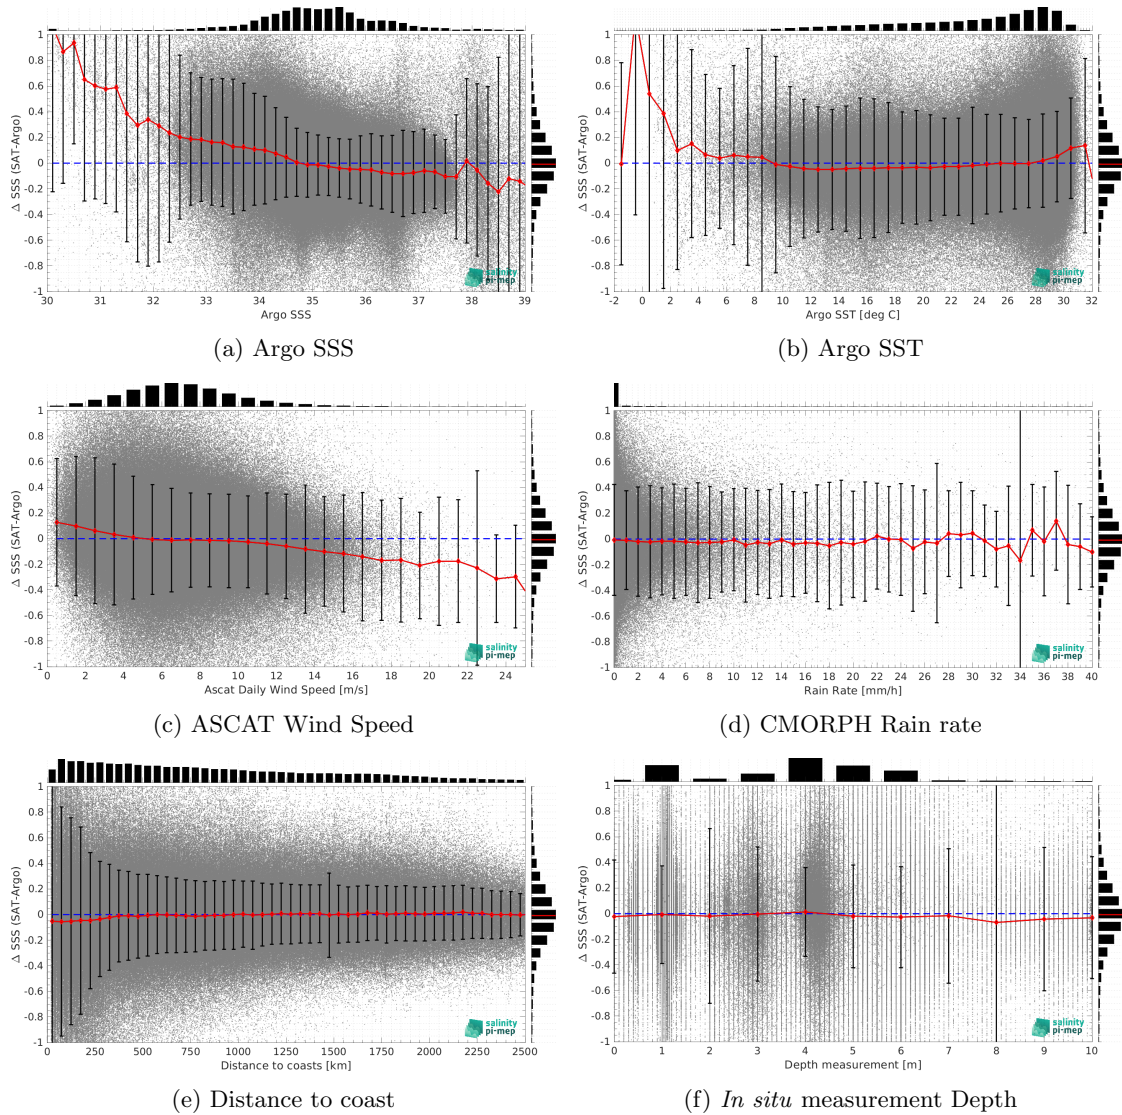 Δ SSS (SAT-Argo)
1
0.8
0.6
0.4
0.2
0
-0.2
-0.4
-0.6
-0.8
-1
30 31 32 33 34 35 36 37 38 39
Argo SSS
salinity
pi-mep
(a) Argo SSS
Δ SSS (SAT-Argo)
1
0.8
0.6
0.4
0.2
0
-0.2
-0.4
-0.6
-0.8
-1
-2 0 2 4 6 8 10 12 14 16 18 20 22 24 26 28 30 32
Argo SST [deg C]
salinity
pi-mep
(b) Argo SST
Δ SSS (SAT-Argo)
1
0.8
0.6
0.4
0.2
0
-0.2
-0.4
-0.6
-0.8
-1
0 2 4 6 8 10 12 14 16 18 20 22 24
Ascat Daily Wind Speed [m/s]
salinity
pi-mep
(c) ASCAT Wind Speed
Δ SSS (SAT-Argo)
1
0.8
0.6
0.4
0.2
0
-0.2
-0.4
-0.6
-0.8
-1
0 2 4 6 8 10 12 14 16 18 20 22 24 26 28 30 32 34 36 38 40
Rain Rate [mm/h]
salinity
pi-mep
(d) CMORPH Rain rate
Δ SSS (SAT-Argo)
1
0.8
0.6
0.4
0.2
0
-0.2
-0.4
-0.6
-0.8
-1
0 250 500 750 1000 1250 1500 1750 2000 2250 2500
Distance to coasts [km]
salinity
pi-mep
(e) Distance to coast
Δ SSS (SAT-Argo)
1
0.8
0.6
0.4
0.2
0
-0.2
-0.4
-0.6
-0.8
-1
0 1 2 3 4 5 6 7 8 9 10
Depth measurement [m]
salinity
pi-mep
(f) In situ measurement Depth